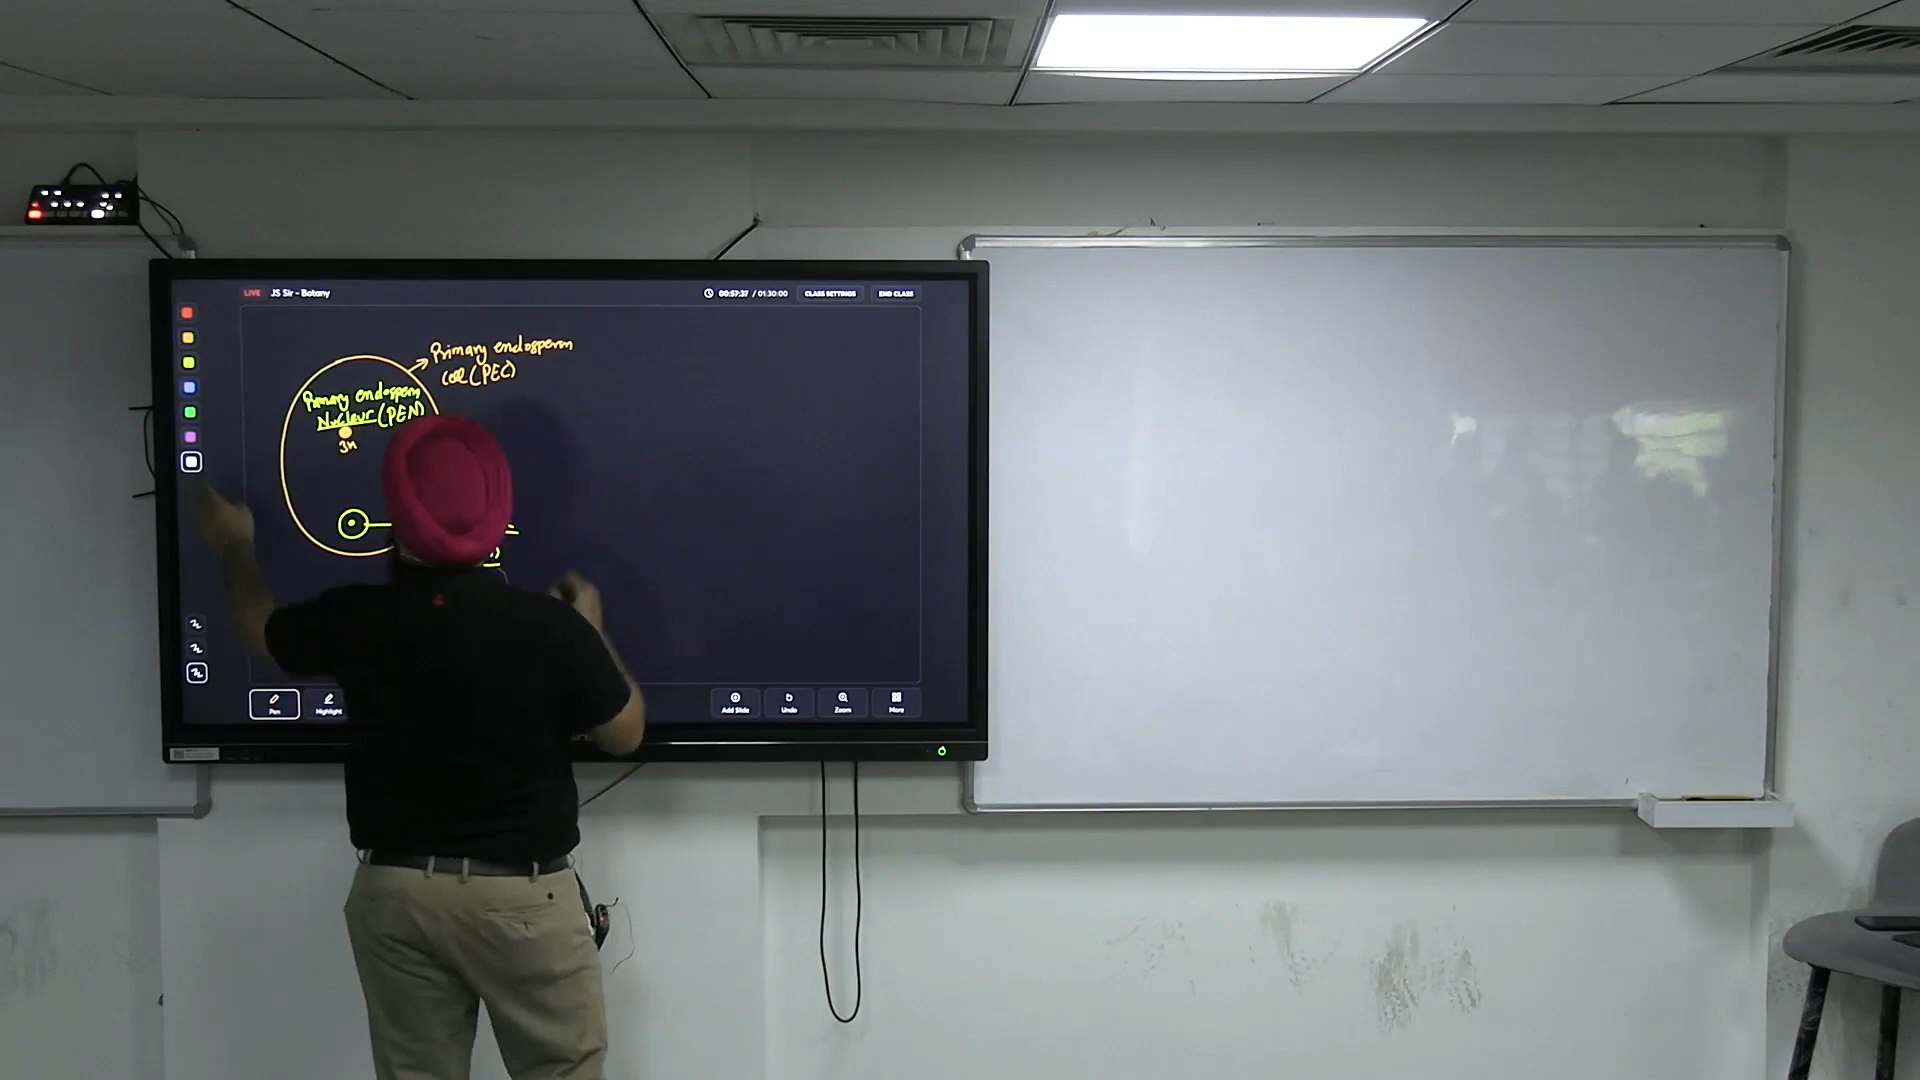 LIVE JS Sir - Botany 00:57:37 / 01:30:00 CLASS SETTINGS END CLASS
Primary endosperm
Cell (PEC)
Primary endosperm
Nuclear (PEN)
3n
Pen Highlight Add Slide Undo Zoom More